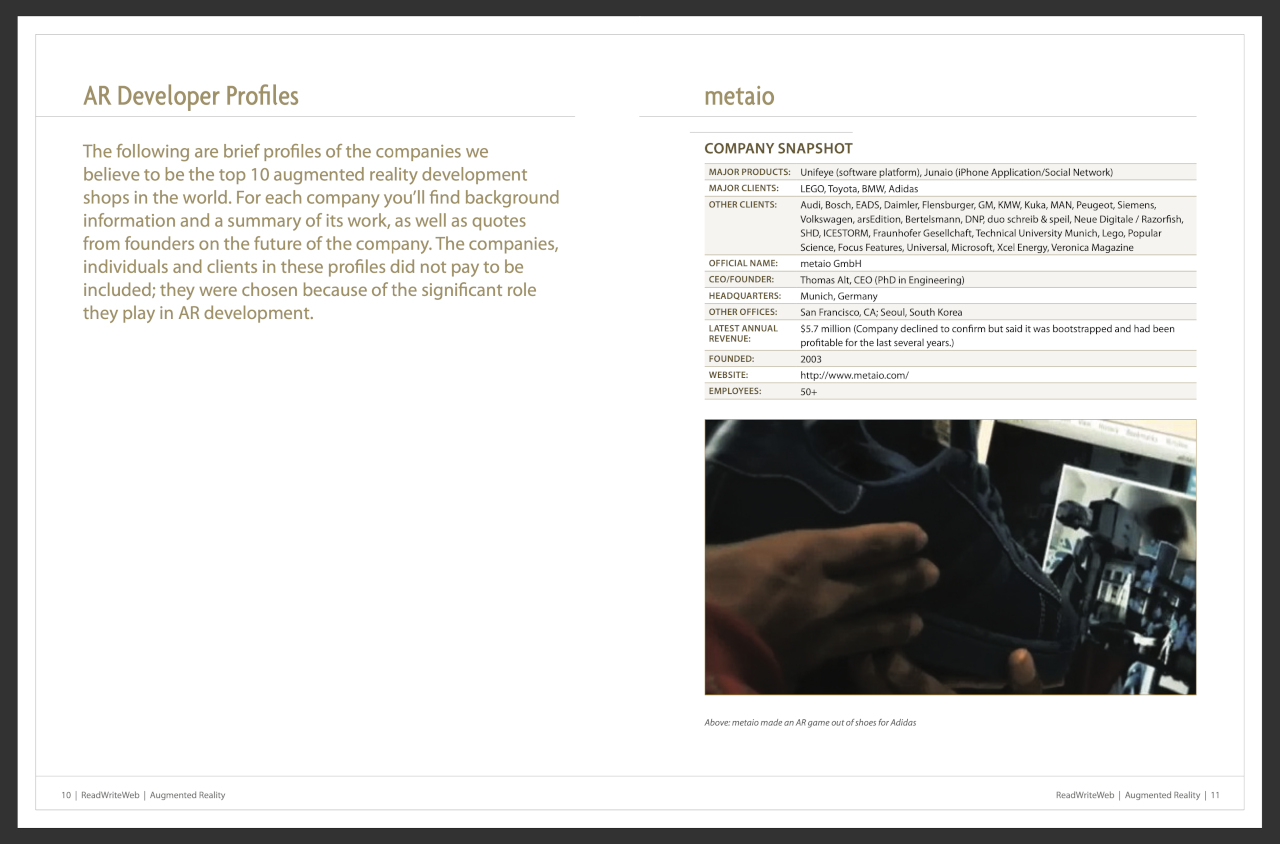 AR Developer Profiles
The following are brief profiles of the companies we
believe to be the top 10 augmented reality development
shops in the world. For each company you'll find background
information and a summary of its work, as well as quotes
from founders on the future of the company. The companies,
individuals and clients in these profiles did not pay to be
included; they were chosen because of the significant role
they play in AR development.
10 | ReadWriteWeb | Augmented Reality
metaio
COMPANY SNAPSHOT
MAJOR PRODUCTS: Unifeye (software platform), Junaio (iPhone Application/Social Network)
MAJOR CLIENTS: LEGO, Toyota, BMW, Adidas
OTHER CLIENTS: Audi, Bosch, EADS, Daimler, Flensburger, GM, KMW, Kuka, MAN, Peugeot, Siemens,
Volkswagen, arsEdition, Bertelsmann, DNP, duo schreib & speil, Neue Digitale / Razorfish,
SHD, ICESTORM, Fraunhofer Gesellchaft, Technical University Munich, Lego, Popular
Science, Focus Features, Universal, Microsoft, Xcel Energy, Veronica Magazine
OFFICIAL NAME: metaio GmbH
CEO/FOUNDER: Thomas Alt, CEO (PhD in Engineering)
HEADQUARTERS: Munich, Germany
OTHER OFFICES: San Francisco, CA; Seoul, South Korea
LATEST ANNUAL REVENUE: $5.7 million (Company declined to confirm but said it was bootstrapped and had been
profitable for the last several years.)
FOUNDED: 2003
WEBSITE: http://www.metaio.com/
EMPLOYEES: 50+
View History Bookmarks Window
Above: metaio made an AR game out of shoes for Adidas
ReadWriteWeb | Augmented Reality | 11